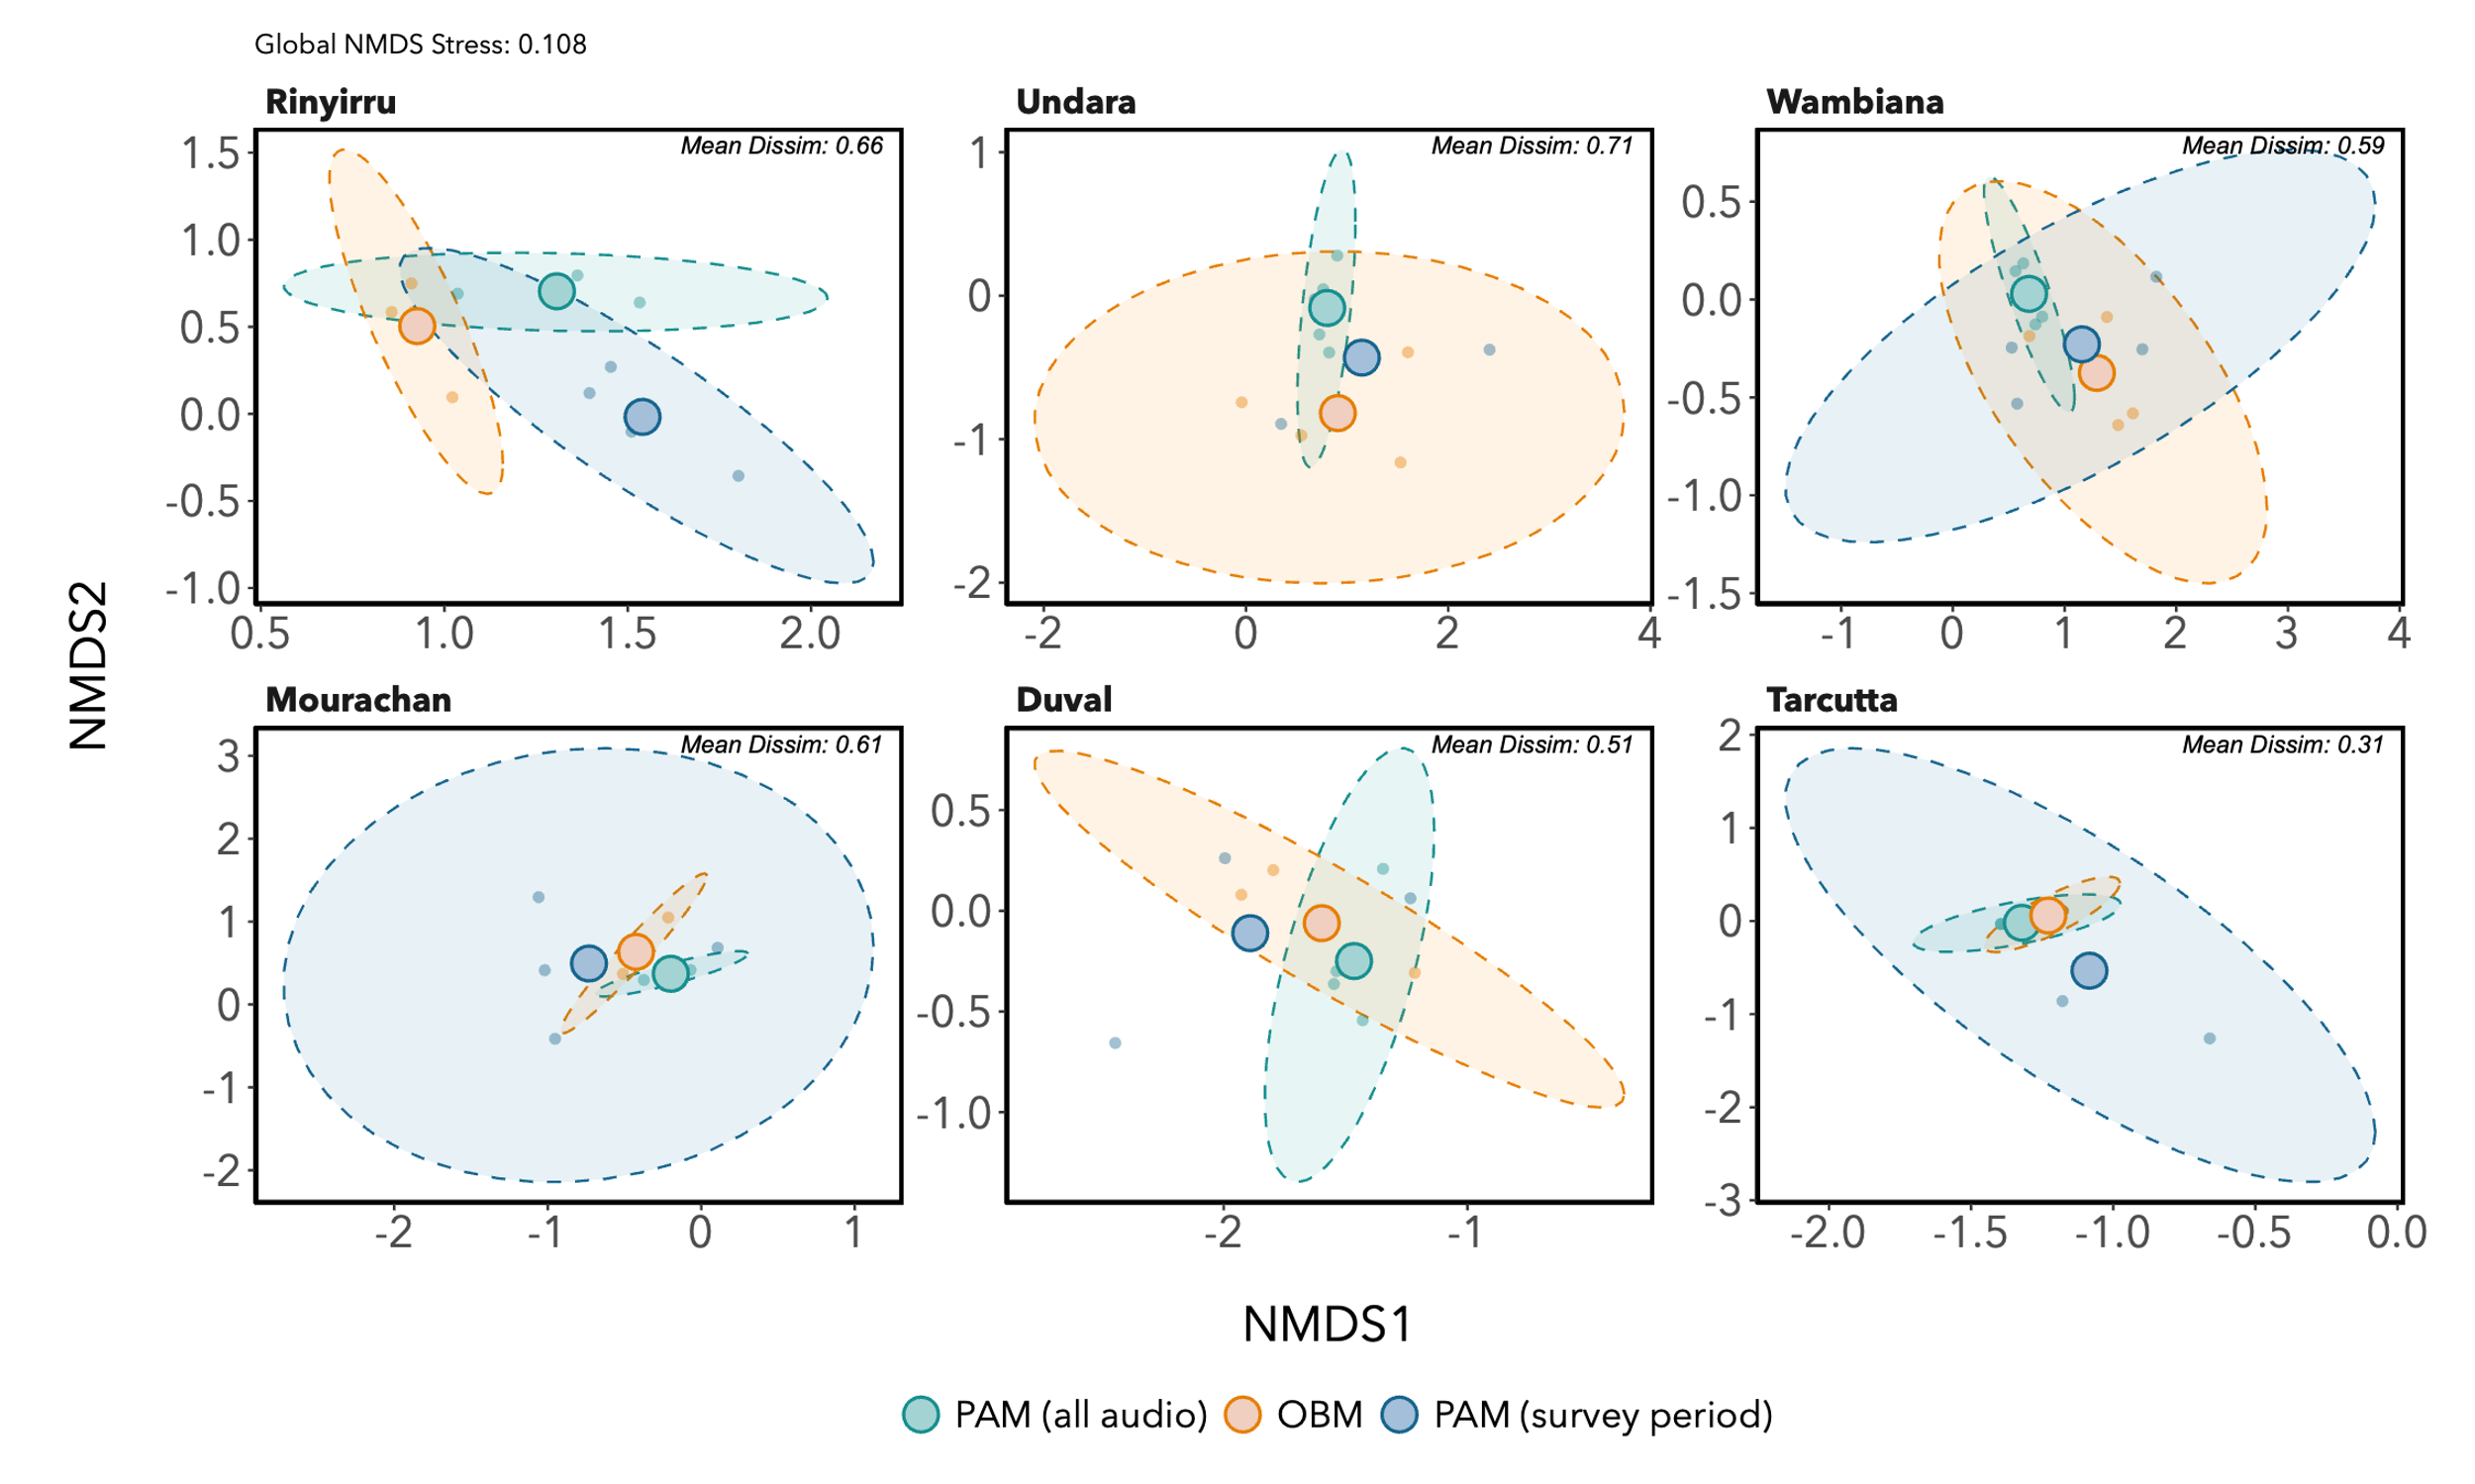 Global NMDS Stress: 0.108
Rinyirru
Undara
Wambiana
Mean Dissim: 0.66
Mean Dissim: 0.71
Mean Dissim: 0.59
1.5
1.0
0.5
0.0
-0.5
-1.0
0.5 1.0 1.5 2.0
1
0
-1
-2
-2 0 2 4
0.5
0.0
-0.5
-1.0
-1.5
-1 0 1 2 3 4
Mourachan
Duval
Tarcutta
Mean Dissim: 0.61
Mean Dissim: 0.51
Mean Dissim: 0.31
3
2
1
0
-1
-2
-2 -1 0 1
0.5
0.0
-0.5
-1.0
-2 -1
2
1
0
-1
-2
-3
-2.0 -1.5 -1.0 -0.5 0.0
NMDS2
NMDS1
PAM (all audio) OBM PAM (survey period)